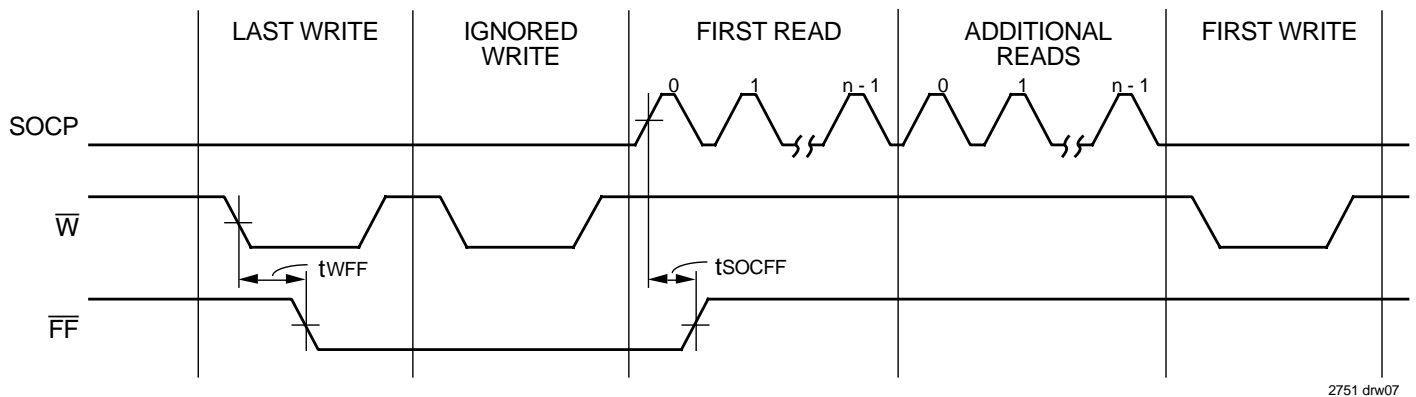 LAST WRITE
IGNORED
WRITE
FIRST READ
ADDITIONAL
READS
FIRST WRITE
0 1 n - 1 0 1 n - 1
SOCP
W
tWFF
tSOCFF
FF
2751 drw07